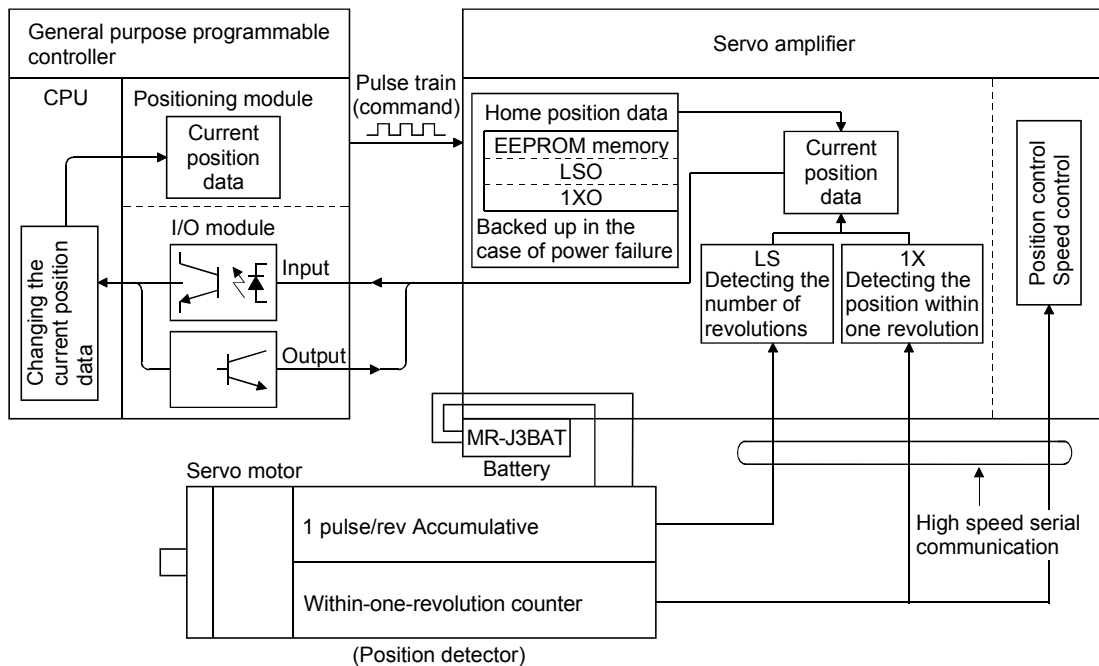 General purpose programmable
controller
Servo amplifier
CPU
Positioning module
Current
position
data
I/O module
Input
Output
Changing the
current position
data
Pulse train
(command)
Home position data
EEPROM memory
LSO
1XO
Backed up in the
case of power failure
Current
position
data
LS
Detecting the
number of
revolutions
1X
Detecting the
position within
one revolution
Position control
Speed control
MR-J3BAT
Battery
Servo motor
1 pulse/rev Accumulative
Within-one-revolution counter
(Position detector)
High speed serial
communication